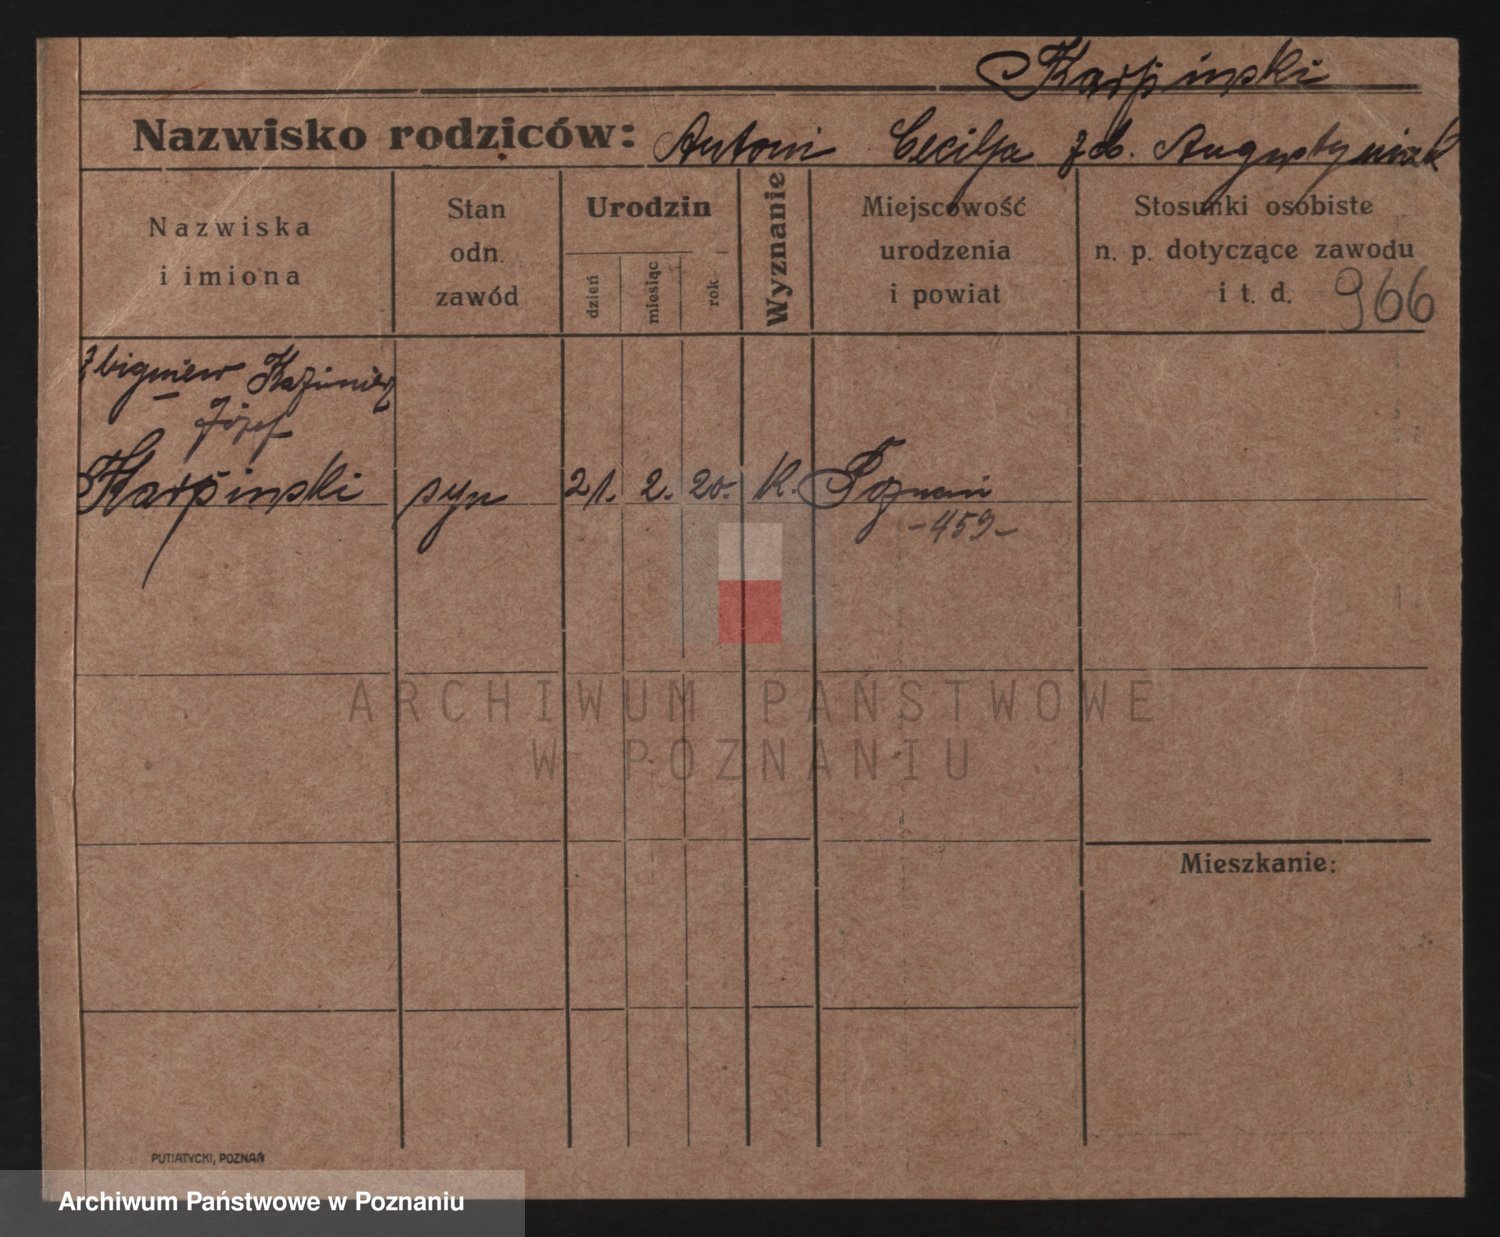 Karpinski
Nazwisko rodziców: Antoni Cecilja z d. Augustyniak
Nazwiska i imiona
Stan odn. zawód
Urodzin
dzień miesiąc rok
Wyznanie
Miejscowość urodzenia i powiat
Stosunki osobiste n. p. dotyczące zawodu i t. d. 966
Zbigniew Kazimierz
Józef
Karpinski syn 21. 2. 20. K. Poznań
-459-
ARCHIWUM PAŃSTWOWE
W POZNANIU
Mieszkanie:
PUTIATYCKI, POZNAŃ
Archiwum Państwowe w Poznaniu